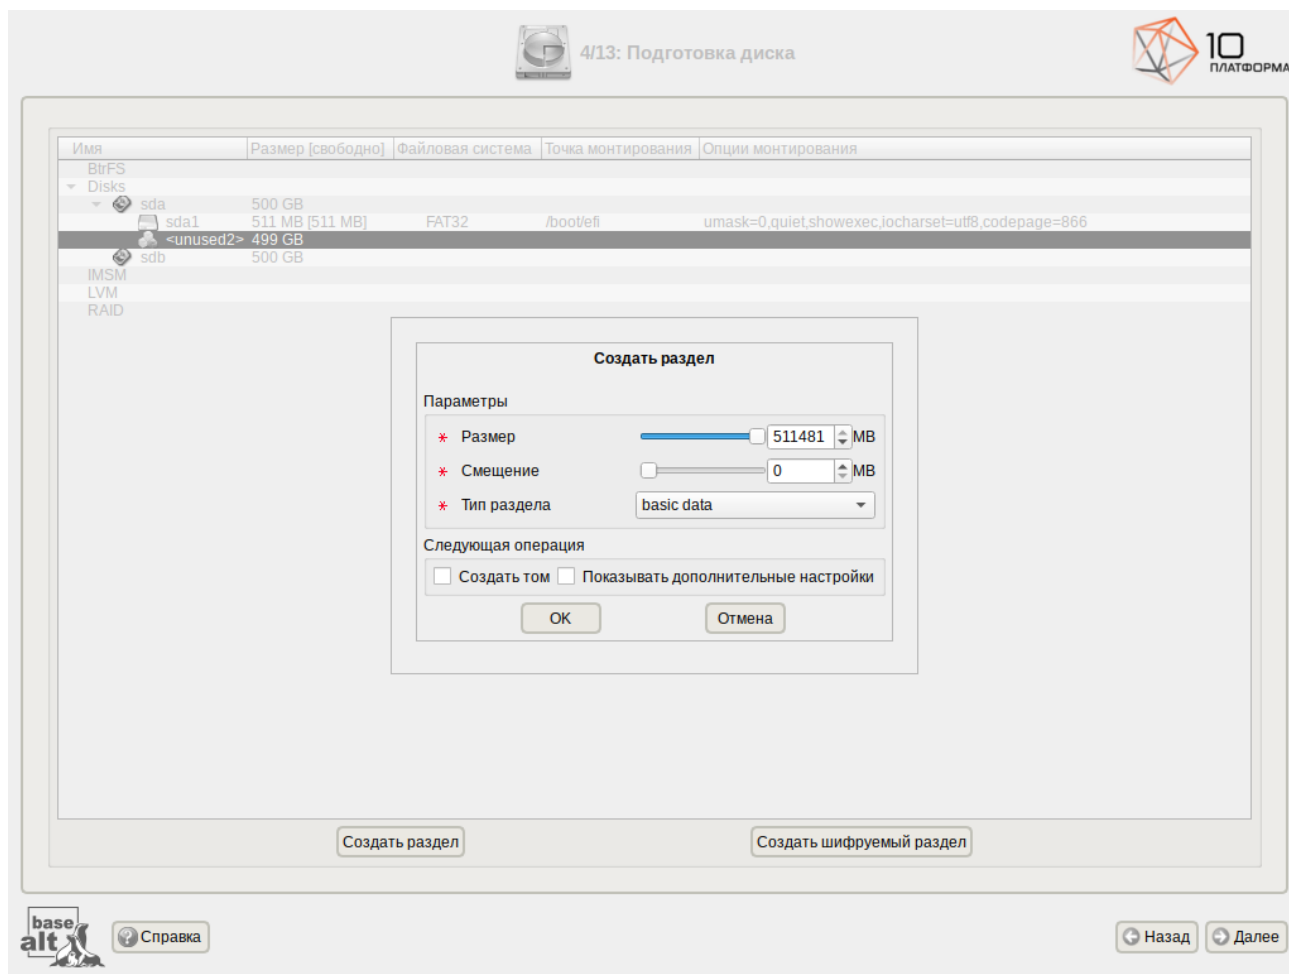 4/13: Подготовка диска
10
ПЛАТФОРМА
Имя Размер [свободно] Файловая система Точка монтирования Опции монтирования
BtrFS
Disks
sda 500 GB
sda1 511 MB [511 MB] FAT32 /boot/efi umask=0,quiet,showexec,iocharset=utf8,codepage=866
<unused2> 499 GB
sdb 500 GB
IMSM
LVM
RAID
Создать раздел
Параметры
* Размер 511481 MB
* Смещение 0 MB
* Тип раздела basic data
Следующая операция
Создать том Показывать дополнительные настройки
OK Отмена
Создать раздел Создать шифруемый раздел
base
alt
Справка Назад Далее